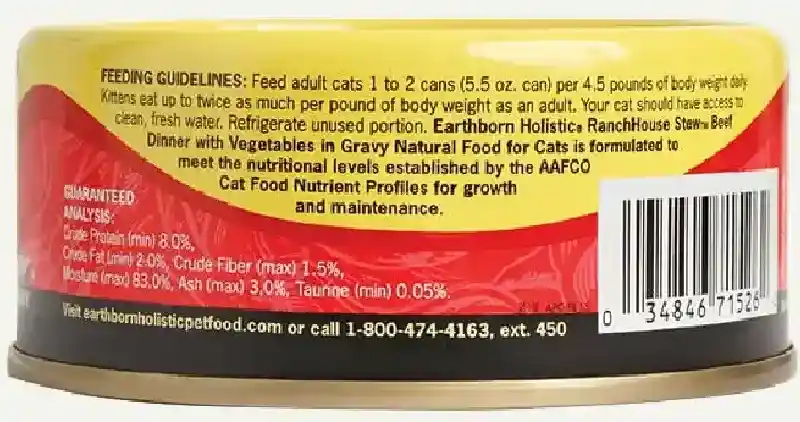 FEEDING GUIDELINES: Feed adult cats 1 to 2 cans (5.5 oz. can) per 4.5 pounds of body weight daily.
Kittens eat up to twice as much per pound of body weight as an adult. Your cat should have access to
clean, fresh water. Refrigerate unused portion. Earthborn Holistic® RanchHouse Stew™ Beef
Dinner with Vegetables in Gravy Natural Food for Cats is formulated to
meet the nutritional levels established by the AAFCO
Cat Food Nutrient Profiles for growth
and maintenance.
GUARANTEED
ANALYSIS:
Crude Protein (min) 8.0%,
Crude Fat (min) 2.0%, Crude Fiber (max) 1.5%,
Moisture (max) 83.0%, Ash (max) 3.0%, Taurine (min) 0.05%.
Visit earthbornholisticpetfood.com or call 1-800-474-4163, ext. 450
0 34846 71526